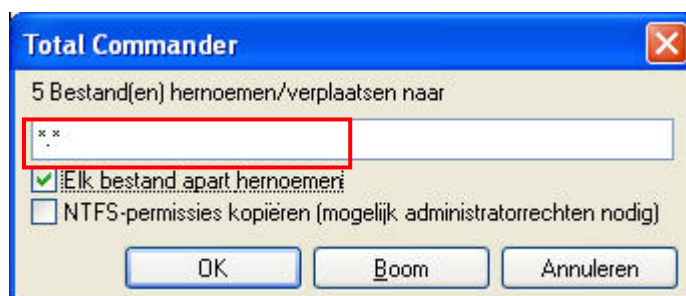 Total Commander
5 Bestand(en) hernoemen/verplaatsen naar
*.*
Elk bestand apart hernoemen
NTFS-permissies kopiëren (mogelijk administratorrechten nodig)
OK
Boom
Annuleren